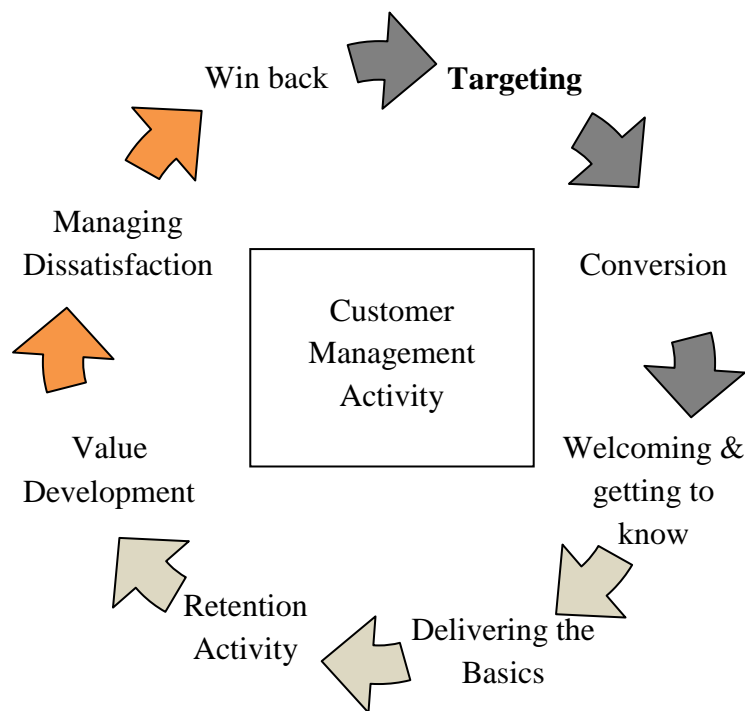 Win back
Targeting
Conversion
Welcoming &
getting to
know
Delivering the
Basics
Retention
Activity
Value
Development
Managing
Dissatisfaction
Customer
Management
Activity